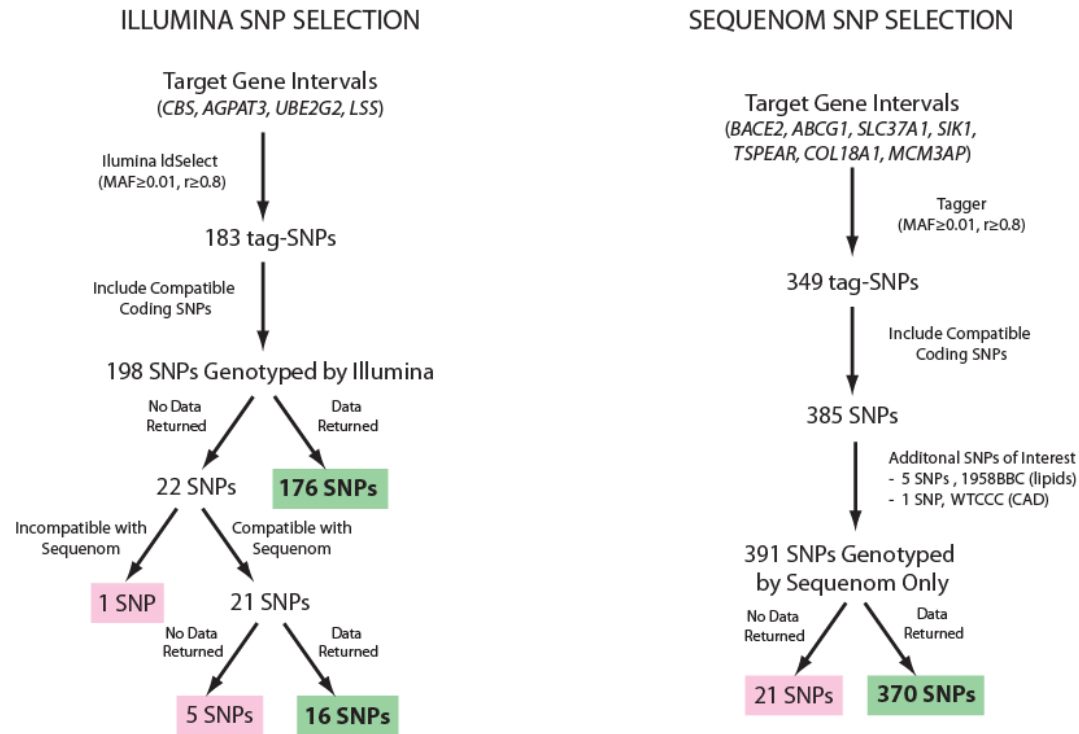 ILLUMINA SNP SELECTION
Target Gene Intervals
(CBS, AGPAT3, UBE2G2, LSS)
Ilumina ldSelect
(MAF≥0.01, r≥0.8)
183 tag-SNPs
Include Compatible
Coding SNPs
198 SNPs Genotyped by Illumina
No Data
Returned
Data
Returned
22 SNPs
176 SNPs
Incompatible with
Sequenom
Compatible with
Sequenom
1 SNP
21 SNPs
No Data
Returned
Data
Returned
5 SNPs
16 SNPs
SEQUENOM SNP SELECTION
Target Gene Intervals
(BACE2, ABCG1, SLC37A1, SIK1,
TSPEAR, COL18A1, MCM3AP)
Tagger
(MAF≥0.01, r≥0.8)
349 tag-SNPs
Include Compatible
Coding SNPs
385 SNPs
Additonal SNPs of Interest
- 5 SNPs , 1958BBC (lipids)
- 1 SNP, WTCCC (CAD)
391 SNPs Genotyped
by Sequenom Only
No Data
Returned
Data
Returned
21 SNPs
370 SNPs